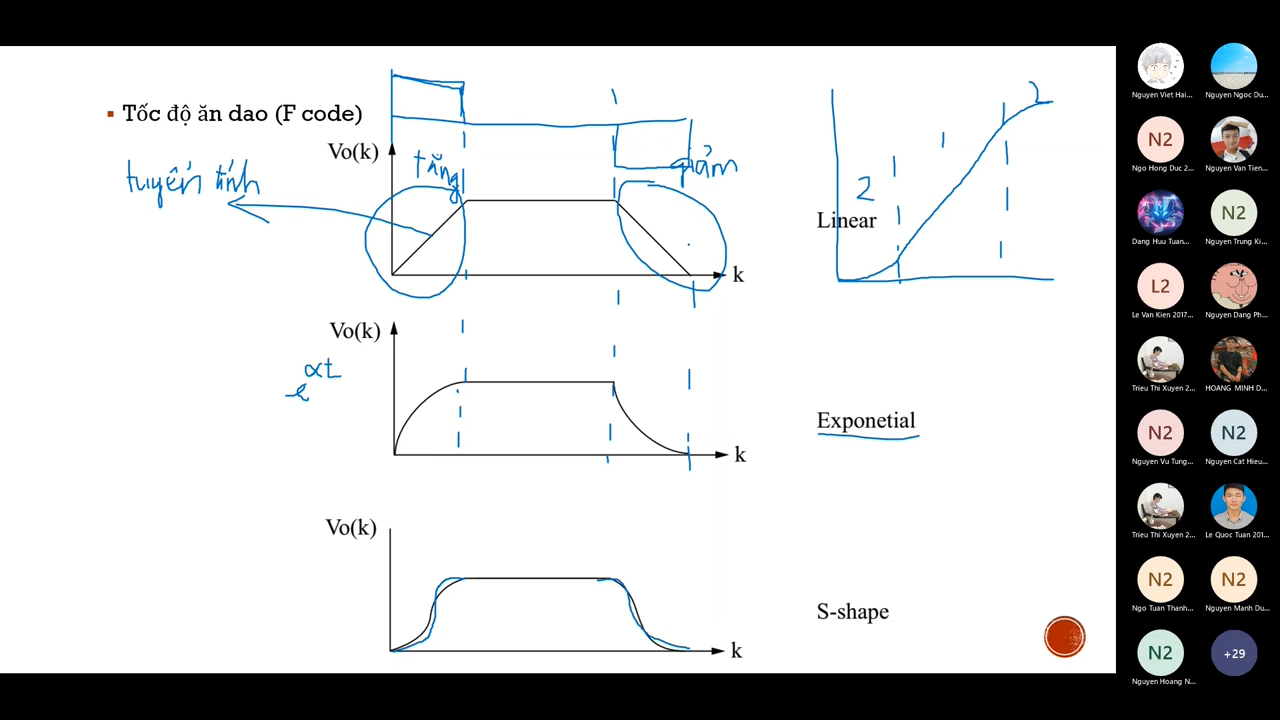 Tốc độ ăn dao (F code)
Vo(k)
tăng
giảm
tuyến tính
2
2
Linear
k
Vo(k)
e^αt
Exponetial
k
Vo(k)
S-shape
k
Nguyen Viet Hai...
Nguyen Ngoc Du...
N2
Ngo Hong Duc 2...
Nguyen Van Tien...
Dang Huu Tuan...
N2
Nguyen Trung Ki...
L2
Le Van Kien 2017...
Nguyen Dang Ph...
Trieu Thi Xuyen 2...
HOANG MINH D...
N2
Nguyen Vu Tung...
N2
Nguyen Cat Hieu...
Trieu Thi Xuyen 2...
Le Quoc Tuan 201...
N2
Ngo Tuan Thanh...
N2
Nguyen Manh Du...
N2
Nguyen Hoang N...
+29